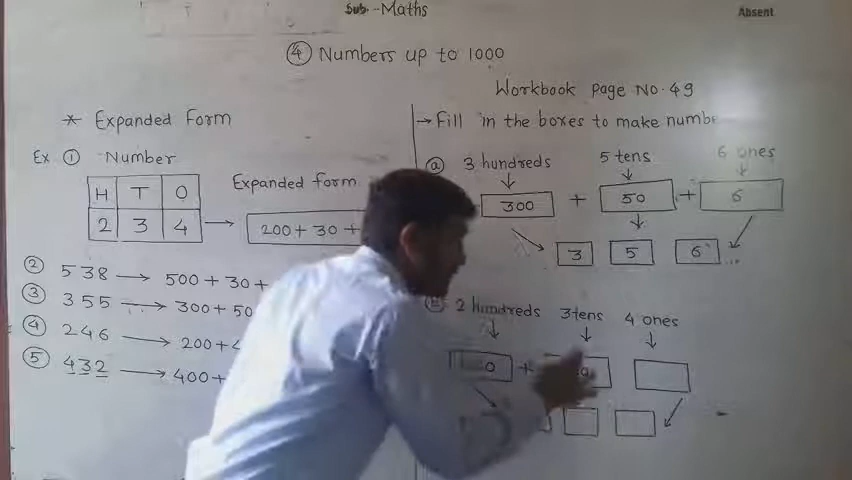 Sub.-Maths
Absent
④ Numbers up to 1000
Workbook page No. 49
* Expanded Form
→ Fill in the boxes to make numbe
Ex ① Number
Expanded form
H T O
2 3 4 → 200 + 30 +
② 538 → 500 + 30 +
③ 355 → 300 + 50
④ 246 → 200 + 4
⑤ 432 → 400 +
ⓐ 3 hundreds 5 tens 6 ones
300 + 50 + 6
3 5 6
2 hundreds 3 tens 4 ones
0 +